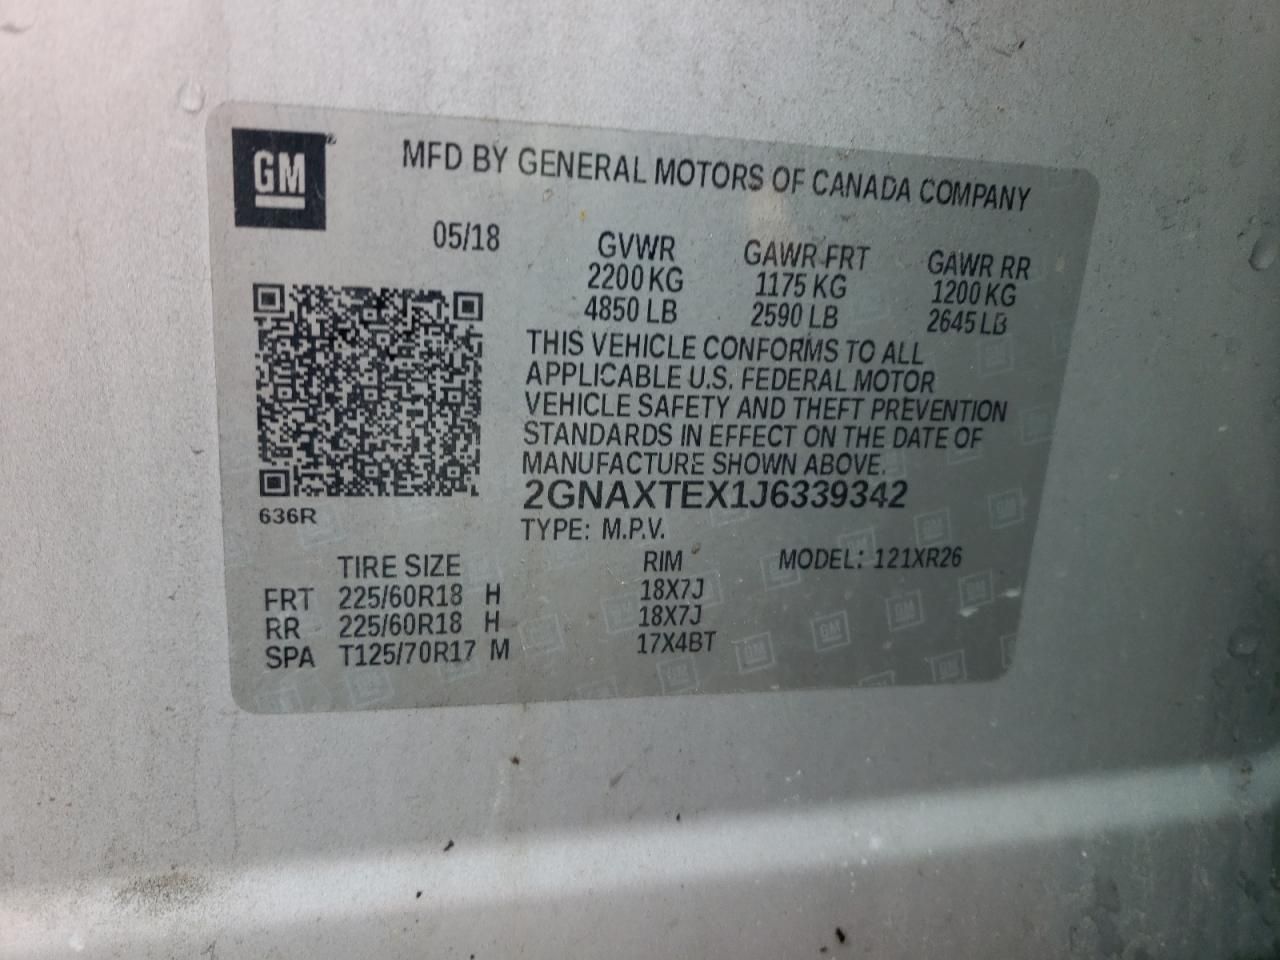 GM
MFD BY GENERAL MOTORS OF CANADA COMPANY
05/18 GVWR GAWR FRT GAWR RR
2200 KG 1175 KG 1200 KG
4850 LB 2590 LB 2645 LB
THIS VEHICLE CONFORMS TO ALL
APPLICABLE U.S. FEDERAL MOTOR
VEHICLE SAFETY AND THEFT PREVENTION
STANDARDS IN EFFECT ON THE DATE OF
MANUFACTURE SHOWN ABOVE.
2GNAXTEX1J6339342
636R
TYPE: M.P.V.
TIRE SIZE RIM MODEL: 121XR26
FRT 225/60R18 H 18X7J
RR 225/60R18 H 18X7J
SPA T125/70R17 M 17X4BT